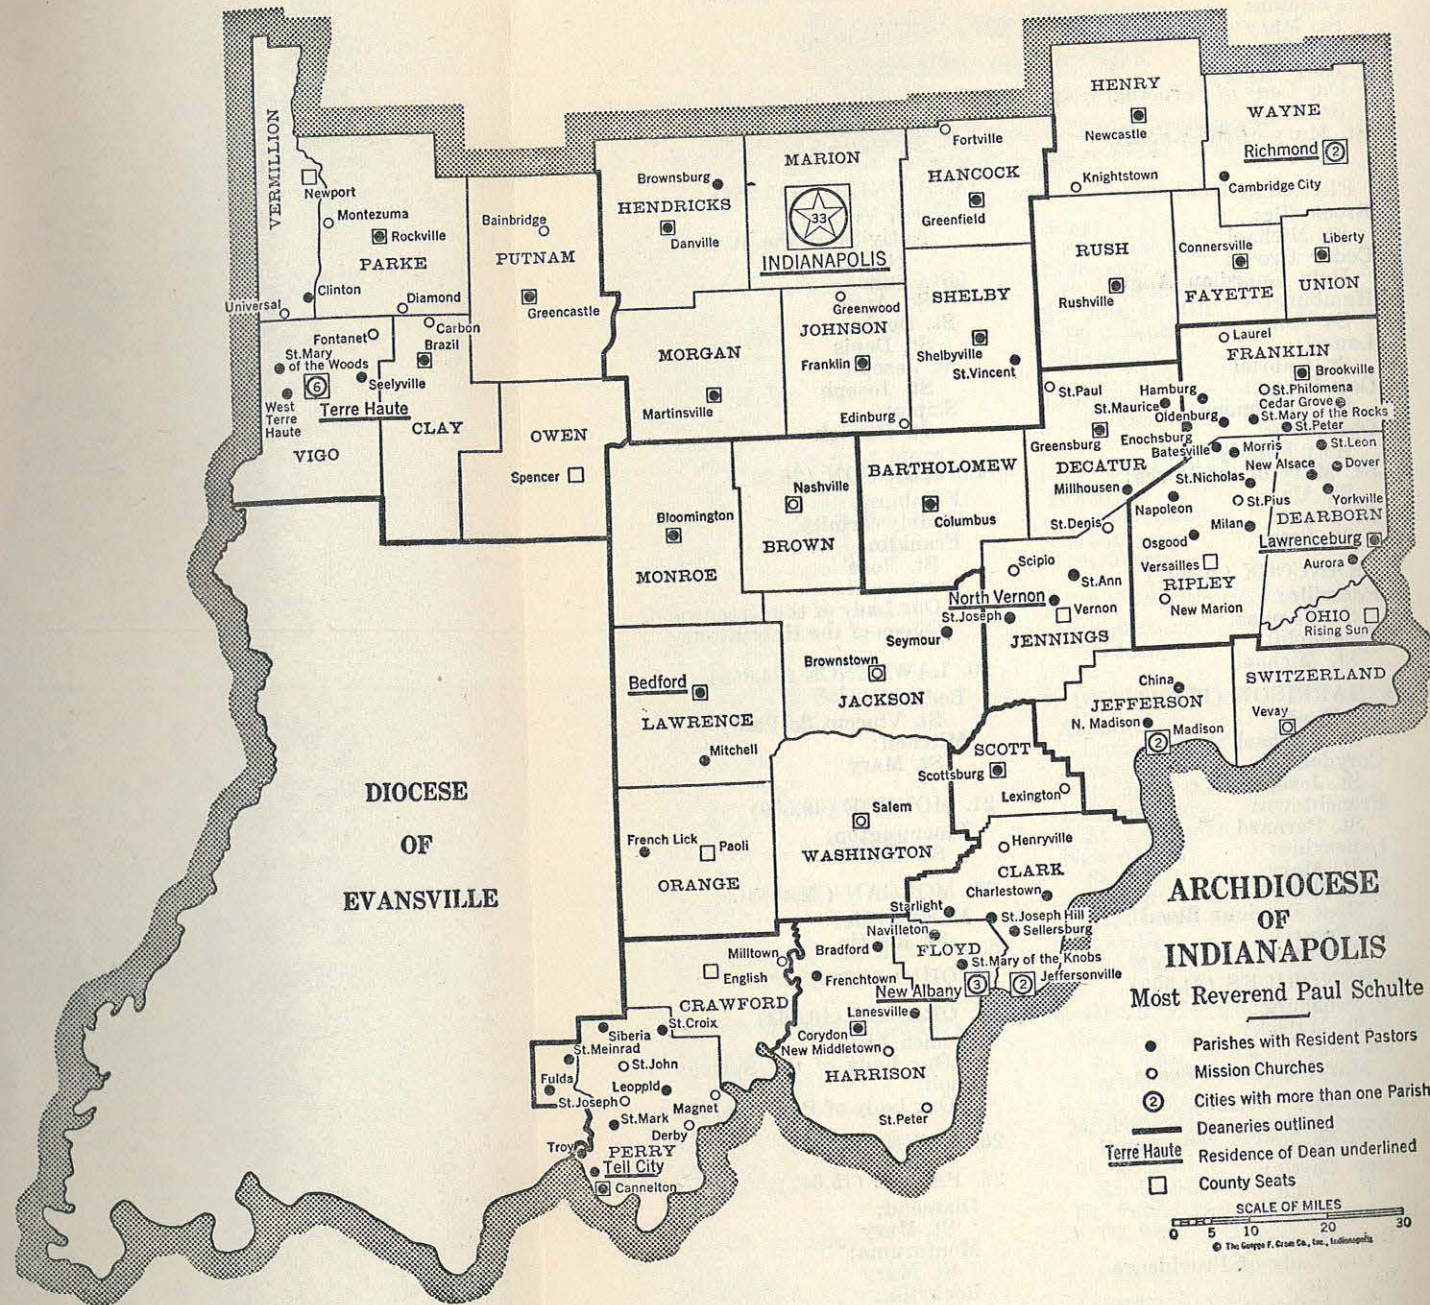 VERMILLION
Newport
Montezuma
Rockville
PARKE
Clinton
Universal
Diamond
Fontanet
Carbon
Brazil
St.Mary
of the Woods
6
Seelyville
West
Terre
Haute
Terre Haute
CLAY
VIGO
Bainbridge
PUTNAM
Greencastle
OWEN
Spencer
Brownsburg
HENDRICKS
Danville
MARION
33
INDIANAPOLIS
Fortville
HANCOCK
Greenfield
HENRY
Newcastle
Knightstown
WAYNE
Richmond
2
Cambridge City
RUSH
Rushville
Connersville
FAYETTE
Liberty
UNION
MORGAN
Martinsville
Greenwood
JOHNSON
Franklin
Edinburg
SHELBY
Shelbyville
St.Vincent
Laurel
FRANKLIN
Brookville
St.Philomena
Cedar Grove
St.Mary of the Rocks
St.Peter
Hamburg
St.Maurice
Oldenburg
Enochsburg
Batesville
St.Paul
Greensburg
DECATUR
Millhousen
St.Denis
Morris
St.Leon
New Alsace
Dover
St.Nicholas
St.Pius
Yorkville
Napoleon
Milan
DEARBORN
Lawrenceburg
Osgood
Versailles
Aurora
RIPLEY
New Marion
OHIO
Rising Sun
Bloomington
MONROE
Nashville
BROWN
BARTHOLOMEW
Columbus
Scipio
St.Ann
North Vernon
Vernon
St.Joseph
JENNINGS
Seymour
Brownstown
JACKSON
Bedford
LAWRENCE
Mitchell
China
JEFFERSON
N. Madison
Madison
2
SWITZERLAND
Vevay
SCOTT
Scottsburg
Lexington
DIOCESE
OF
EVANSVILLE
French Lick
Paoli
ORANGE
Salem
WASHINGTON
Henryville
CLARK
Charlestown
Starlight
St.Joseph Hill
Sellersburg
Navilleton
Bradford
FLOYD
St.Mary of the Knobs
3
2
Jeffersonville
New Albany
Frenchtown
Lanesville
Corydon
New Middletown
HARRISON
St.Peter
Milltown
English
CRAWFORD
St.Croix
Siberia
St.Meinrad
St.John
Fulda
Leopold
St.Joseph
Magnet
St.Mark
Derby
Troy
PERRY
Tell City
Cannelton
ARCHDIOCESE
OF
INDIANAPOLIS
Most Reverend Paul Schulte
Parishes with Resident Pastors
Mission Churches
2 Cities with more than one Parish
Deaneries outlined
Terre Haute Residence of Dean underlined
County Seats
SCALE OF MILES
0 5 10 20 30
© The George F. Cram Co., Inc., Indianapolis